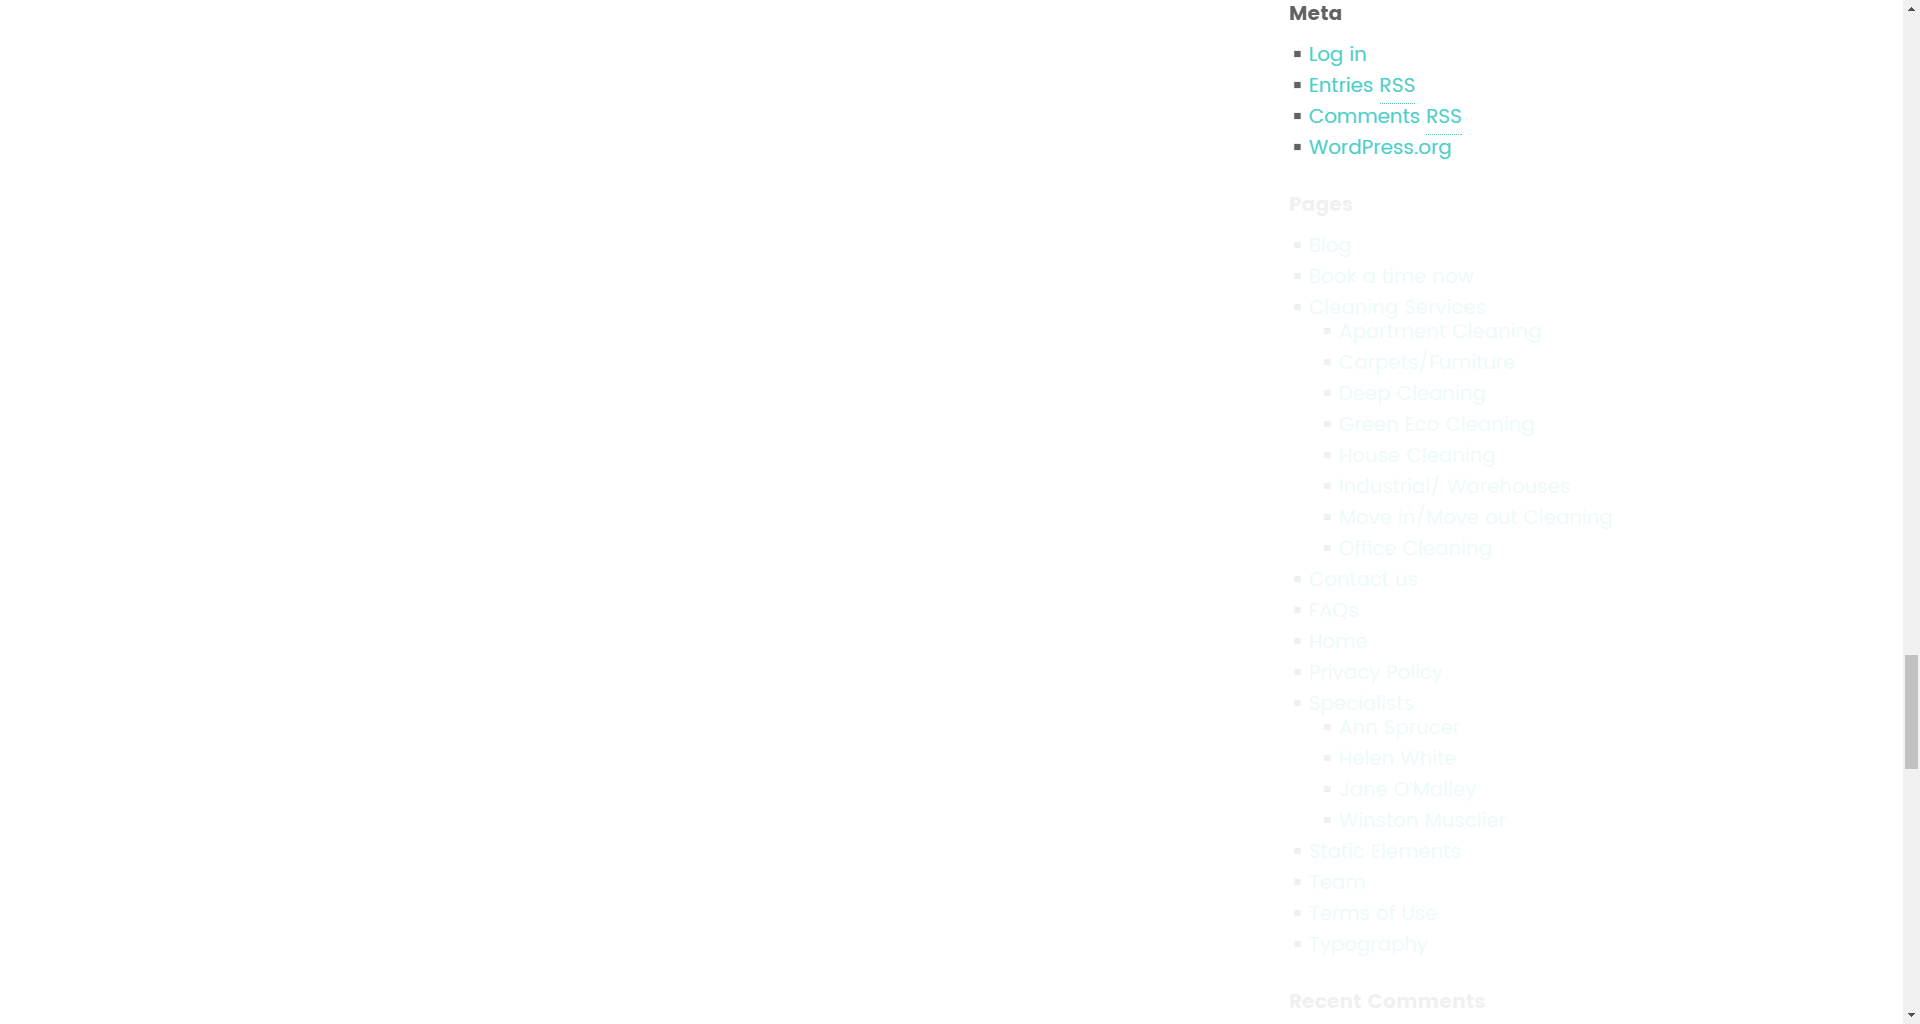 Meta
Log in
Entries RSS
Comments RSS
WordPress.org
Pages
Blog
Book a time now
Cleaning Services
Apartment Cleaning
Carpets/Furniture
Deep Cleaning
Green Eco Cleaning
House Cleaning
Industrial/ Warehouses
Move in/Move out Cleaning
Office Cleaning
Contact us
FAQs
Home
Privacy Policy
Specialists
Ann Sprucer
Helen White
Jane O'Malley
Winston Musclier
Static Elements
Team
Terms of Use
Typography
Recent Comments